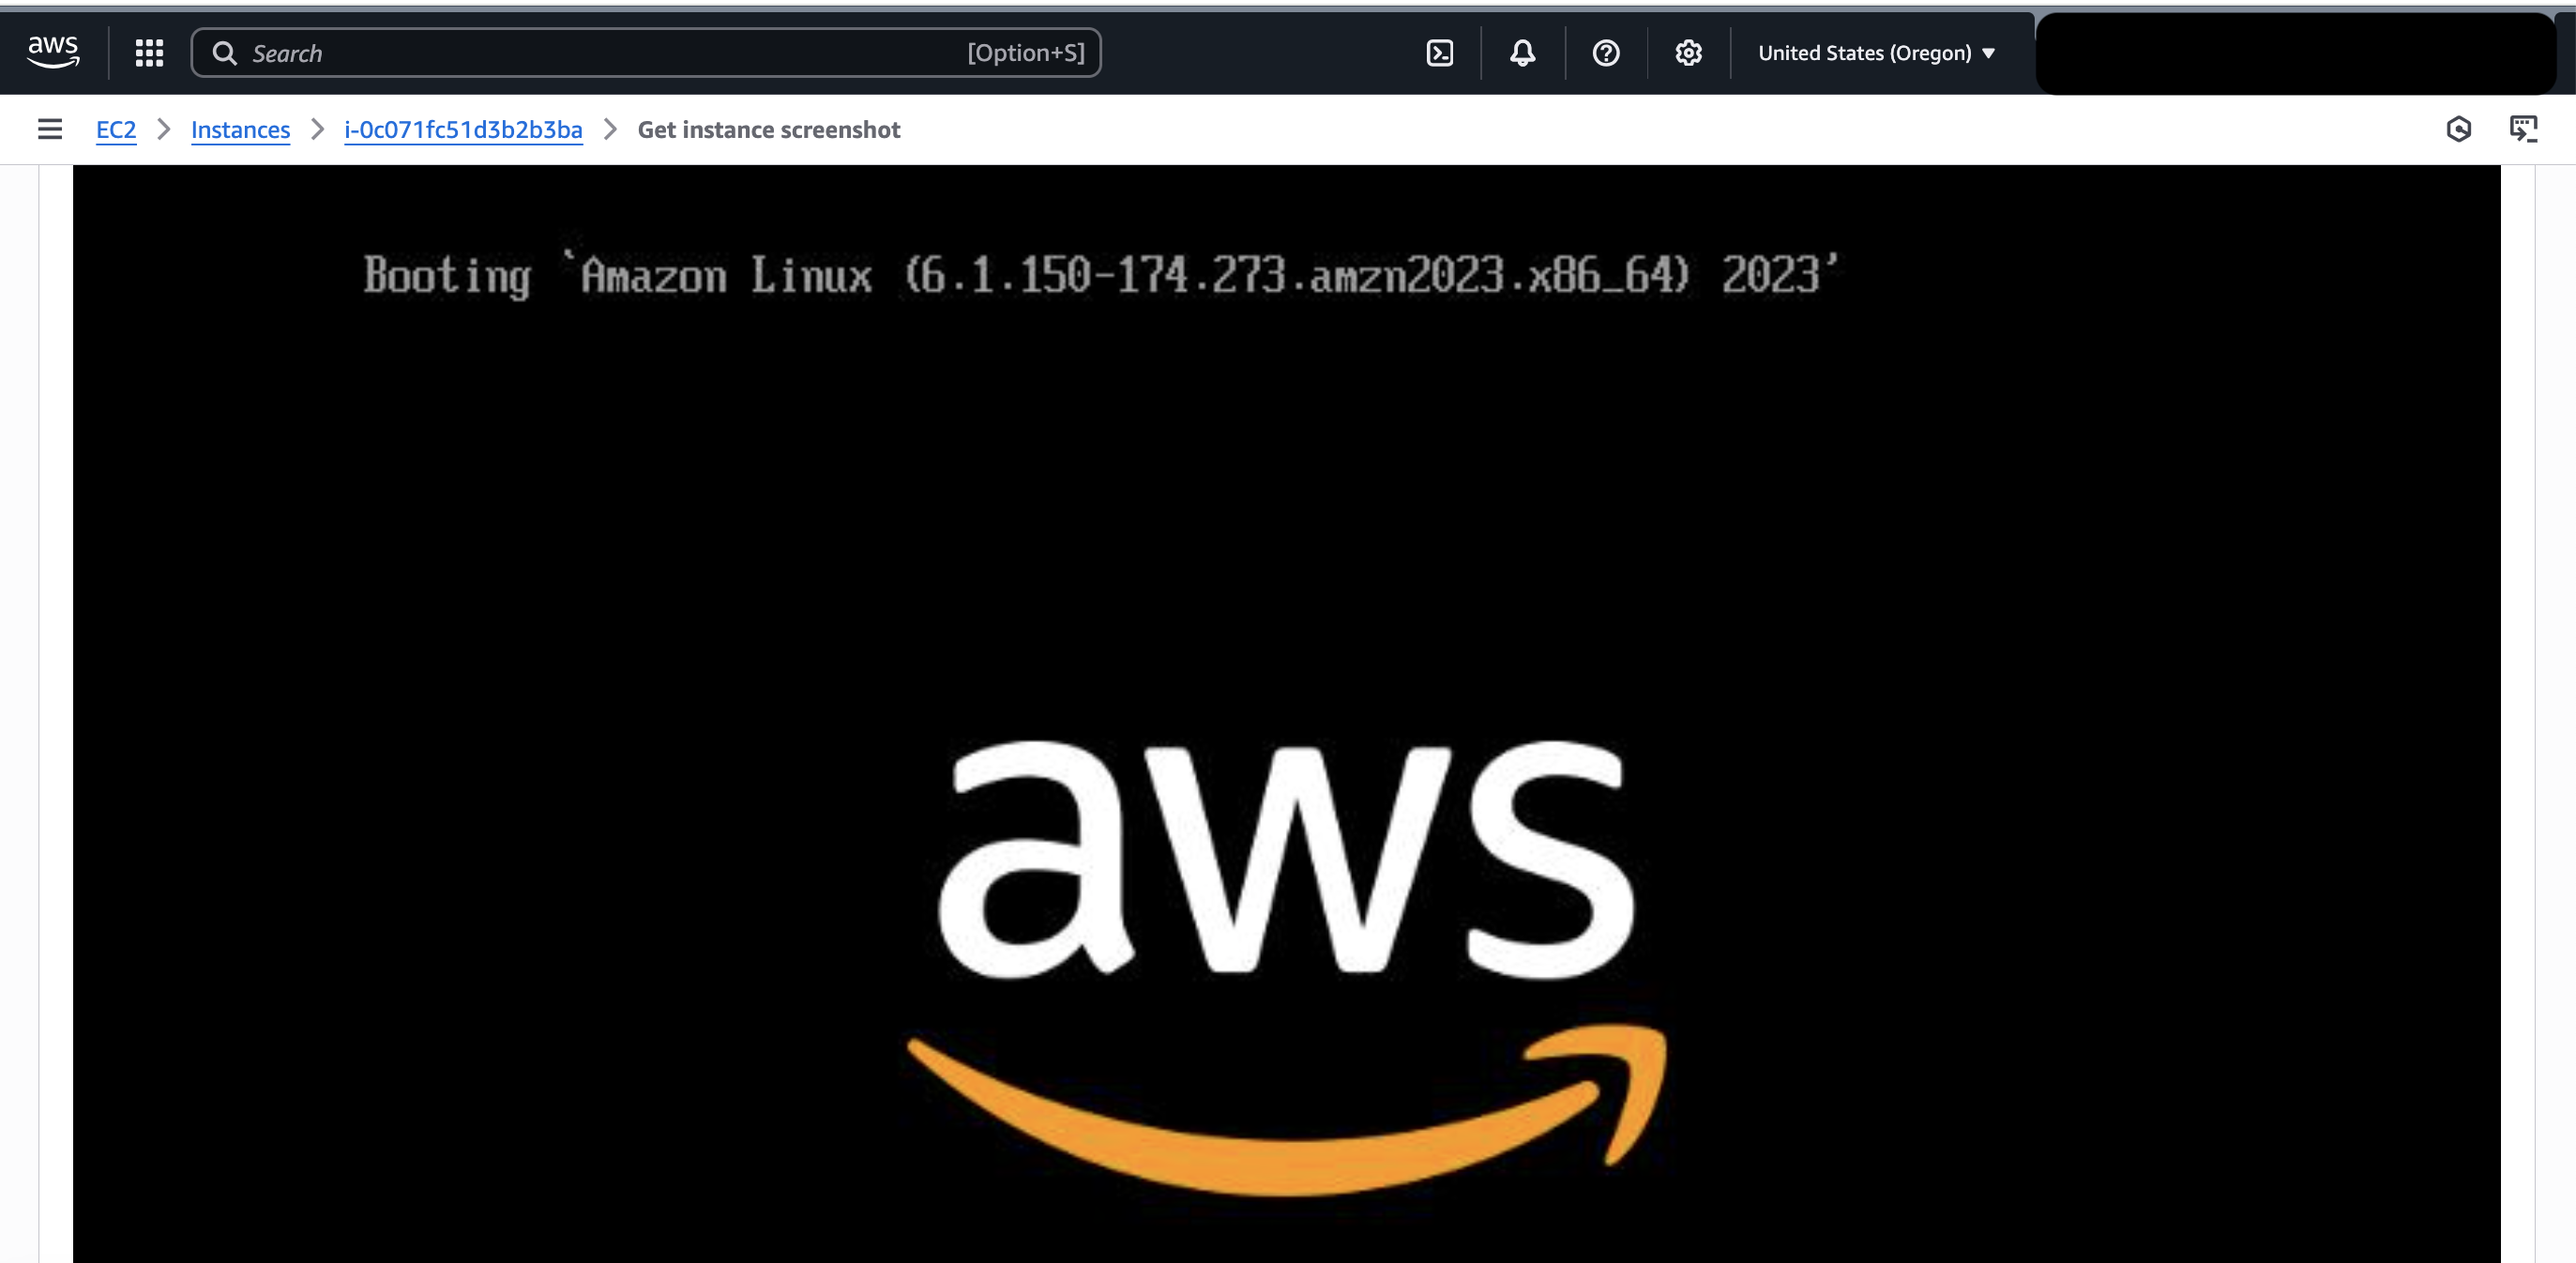 aws
Search [Option+S]
United States (Oregon)
EC2 > Instances > i-0c071fc51d3b2b3ba > Get instance screenshot
Booting `Amazon Linux (6.1.150-174.273.amzn2023.x86_64) 2023'
aws